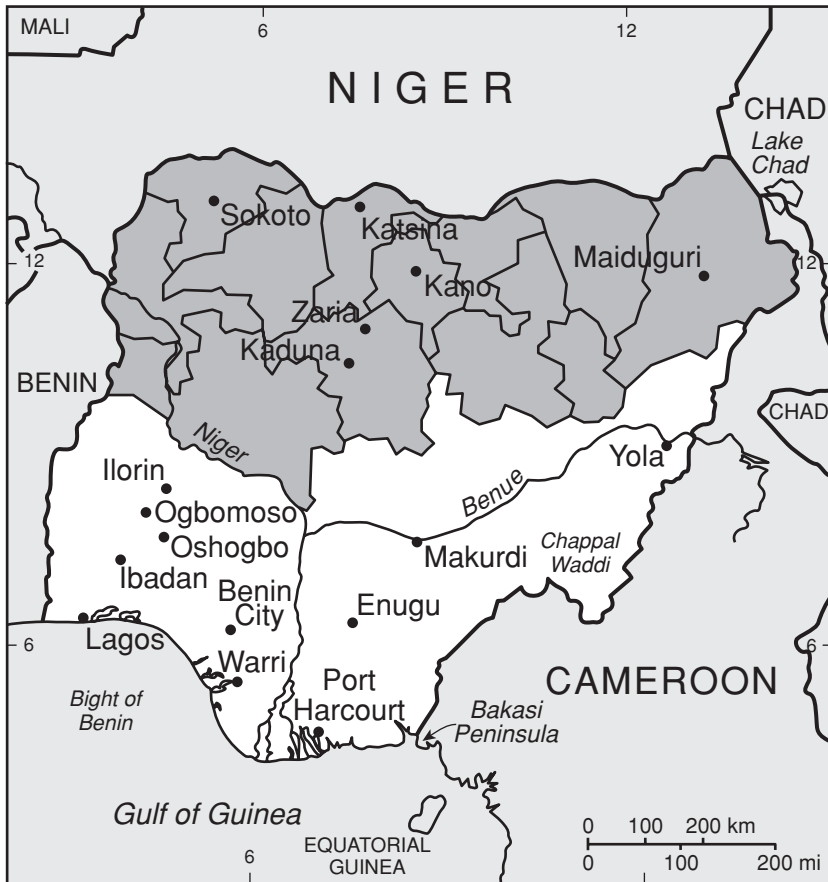 6
12
MALI
NIGER
CHAD
Lake
Chad
Sokoto
Katsina
12
Maiduguri
12
Kano
Zaria
Kaduna
BENIN
CHAD
Niger
Yola
Ilorin
Benue
Ogbomoso
Oshogbo
Makurdi
Chappal
Waddi
Ibadan
Benin
City
Enugu
Lagos
6
6
Warri
CAMEROON
Bight of
Benin
Port
Harcourt
Bakasi
Peninsula
Gulf of Guinea
EQUATORIAL
GUINEA
6
0 100 200 km
0 100 200 mi